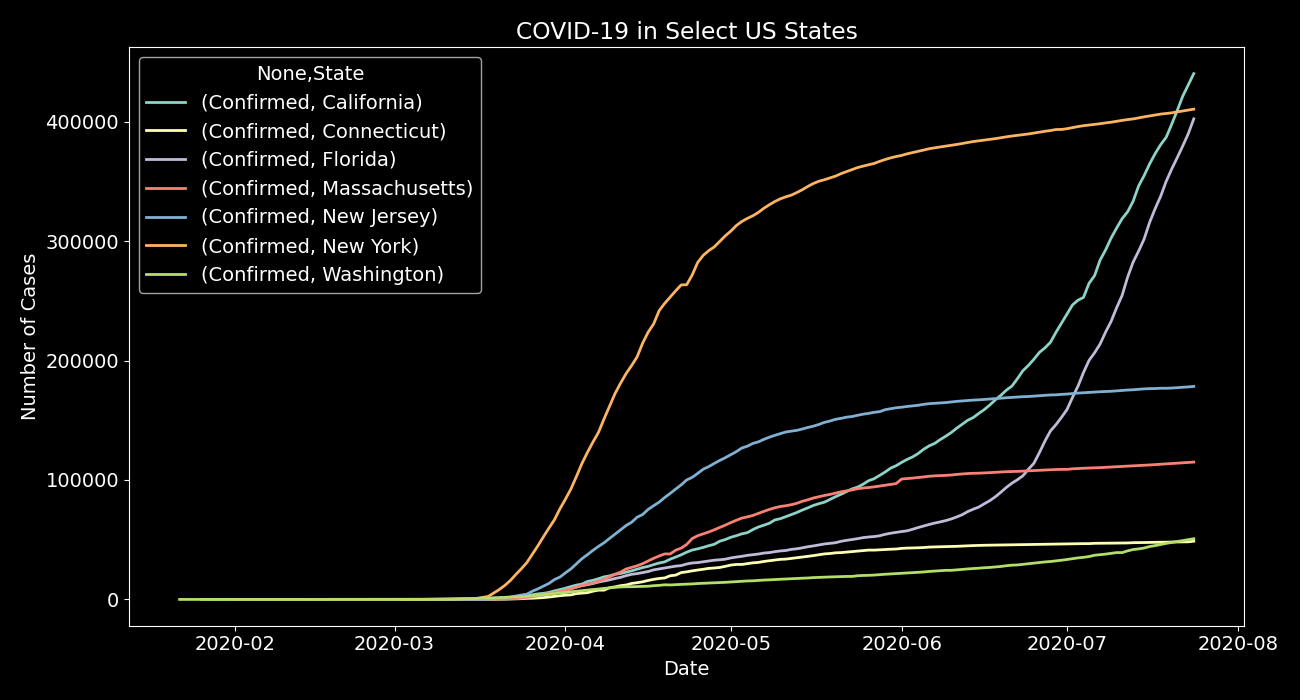 COVID-19 in Select US States
None,State
(Confirmed, California)
(Confirmed, Connecticut)
(Confirmed, Florida)
(Confirmed, Massachusetts)
(Confirmed, New Jersey)
(Confirmed, New York)
(Confirmed, Washington)
Number of Cases
400000
300000
200000
100000
0
2020-02 2020-03 2020-04 2020-05 2020-06 2020-07 2020-08
Date